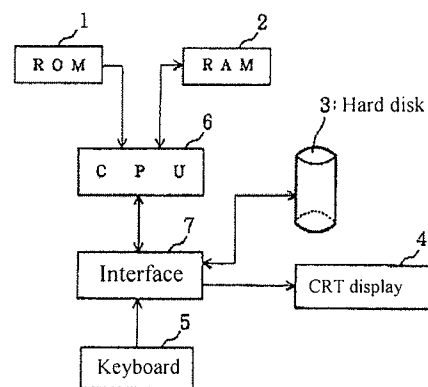 1
2
ROM
RAM
3: Hard disk
6
CPU
7
4
Interface
CRT display
5
Keyboard